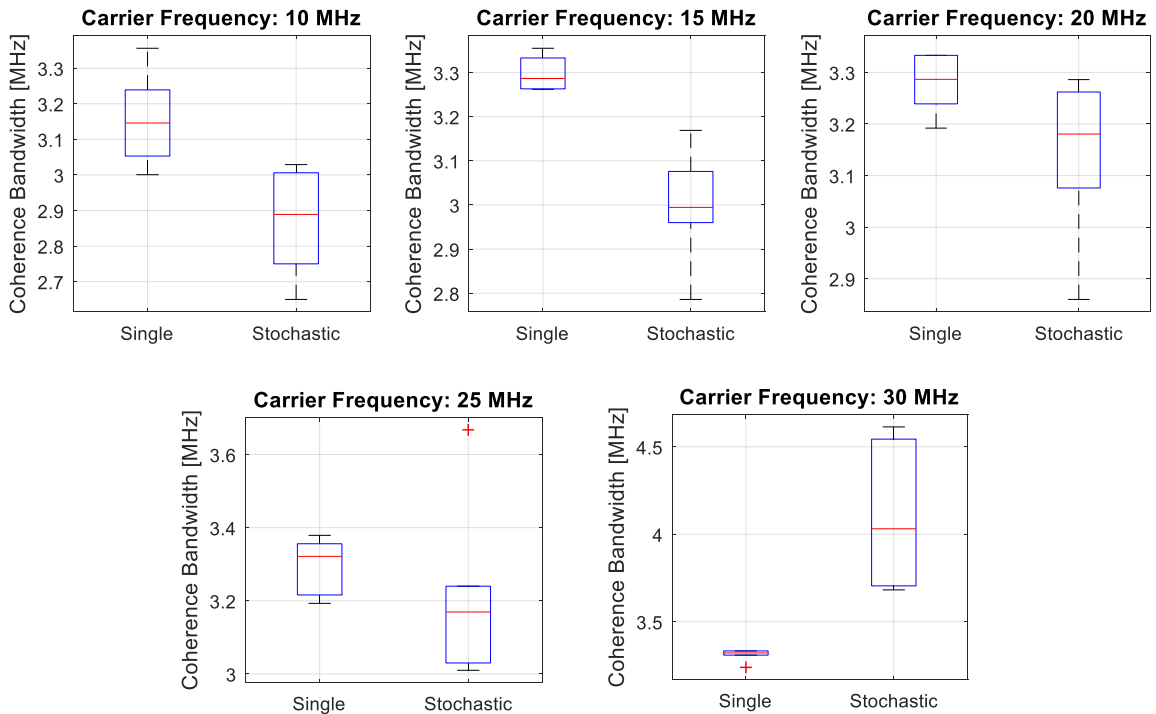 Carrier Frequency: 10 MHz
Coherence Bandwidth [MHz]
3.3
3.2
3.1
3
2.9
2.8
2.7
Single
Stochastic
Carrier Frequency: 15 MHz
Coherence Bandwidth [MHz]
3.3
3.2
3.1
3
2.9
2.8
Single
Stochastic
Carrier Frequency: 20 MHz
Coherence Bandwidth [MHz]
3.3
3.2
3.1
3
2.9
Single
Stochastic
Carrier Frequency: 25 MHz
Coherence Bandwidth [MHz]
3.6
3.4
3.2
3
Single
Stochastic
Carrier Frequency: 30 MHz
Coherence Bandwidth [MHz]
4.5
4
3.5
Single
Stochastic